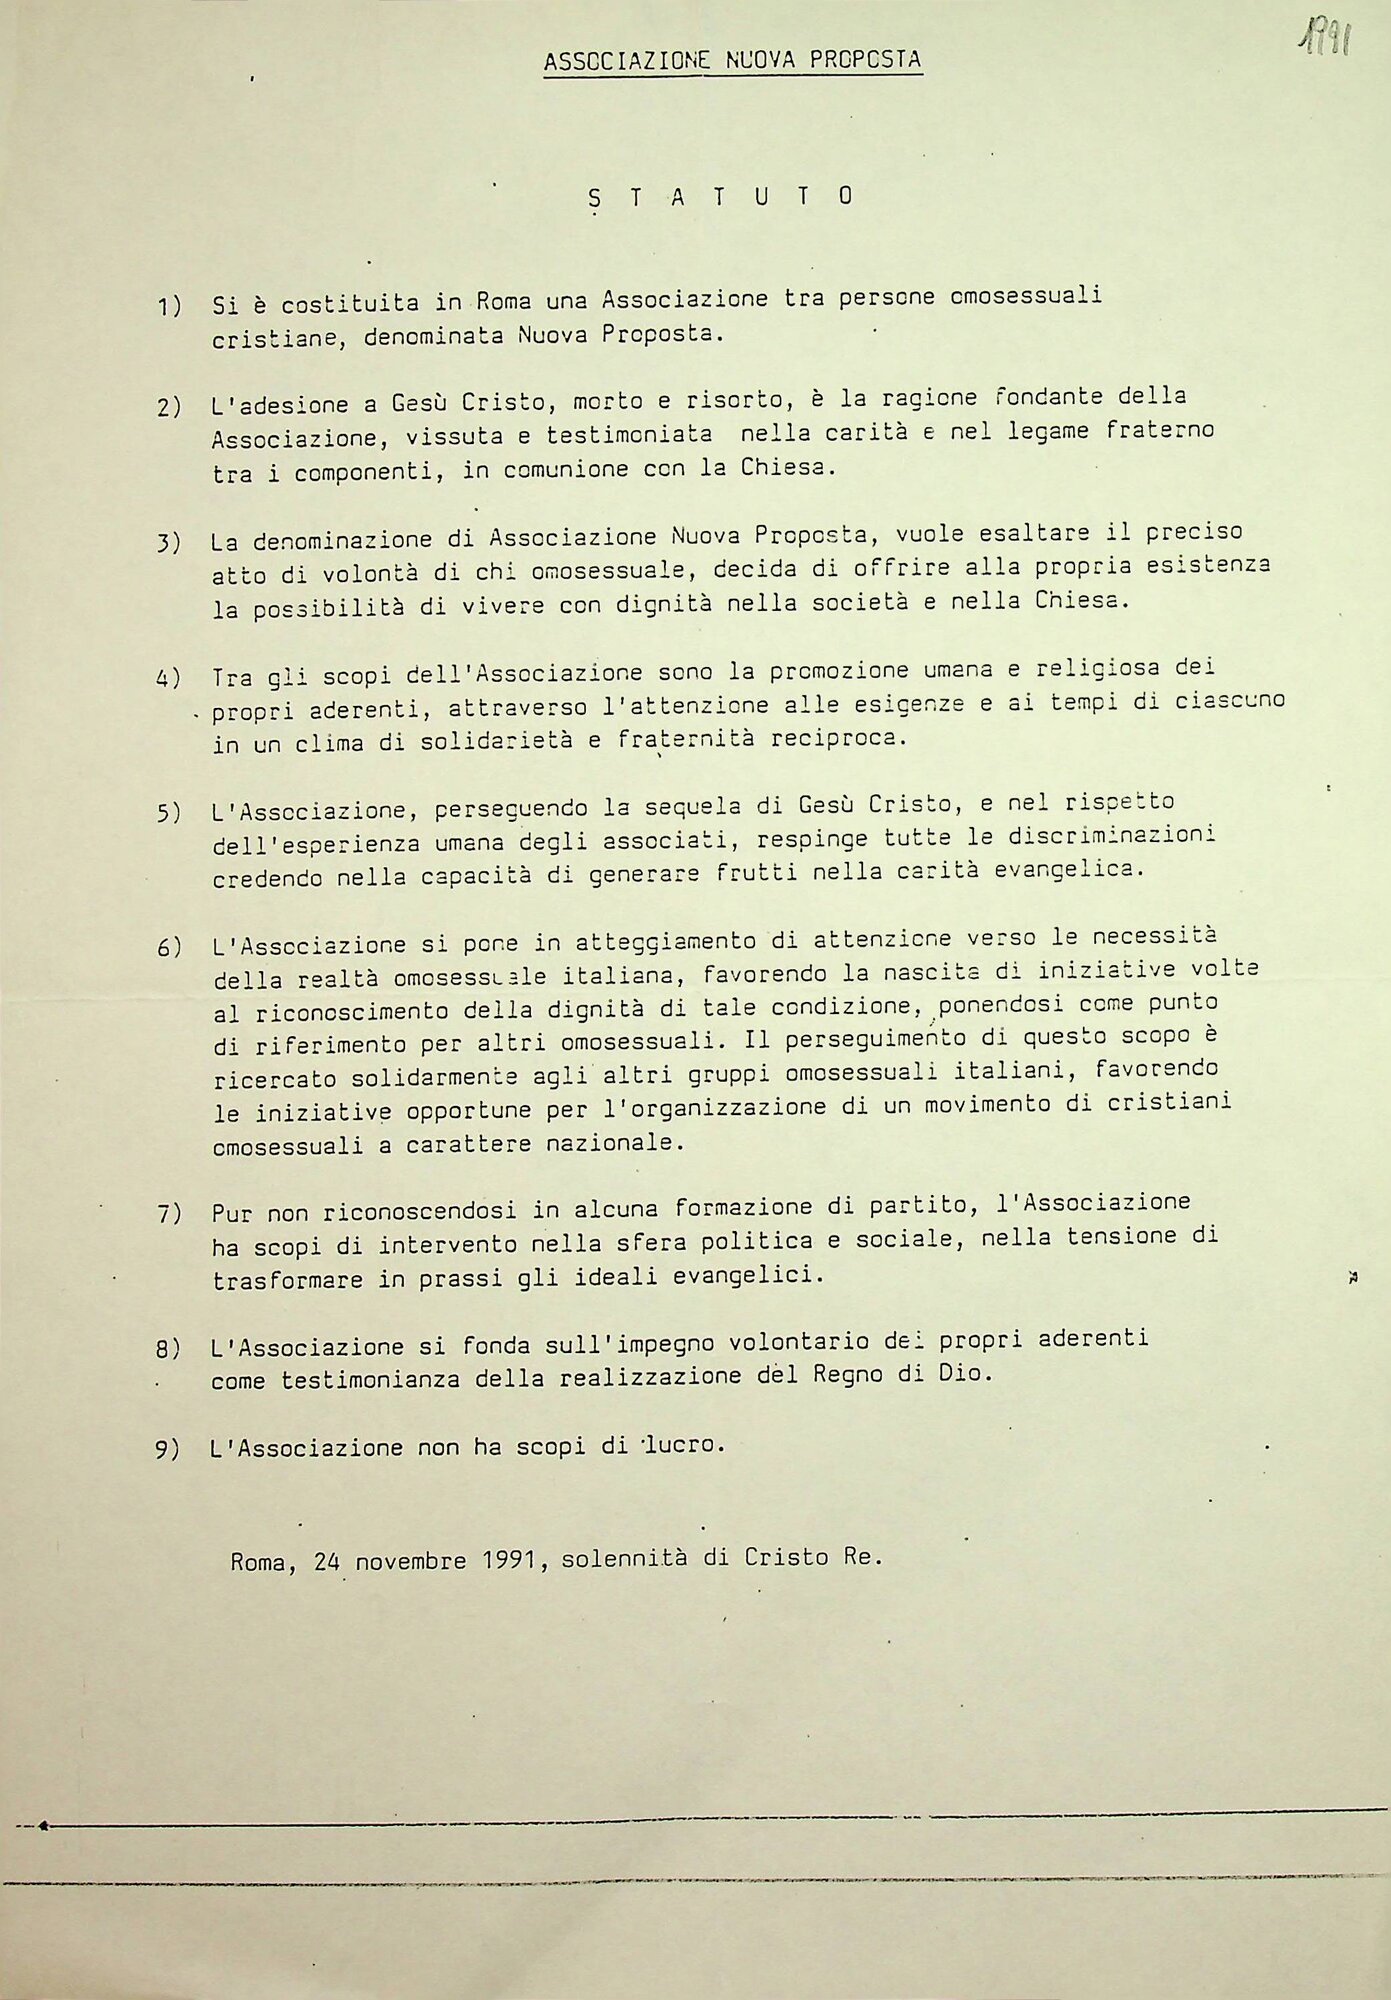 1991
ASSOCIAZIONE NUOVA PROPOSTA
S T A T U T O
1) Si è costituita in Roma una Associazione tra persone omosessuali
cristiane, denominata Nuova Proposta.
2) L'adesione a Gesù Cristo, morto e risorto, è la ragione fondante della
Associazione, vissuta e testimoniata nella carità e nel legame fraterno
tra i componenti, in comunione con la Chiesa.
3) La denominazione di Associazione Nuova Proposta, vuole esaltare il preciso
atto di volontà di chi omosessuale, decida di offrire alla propria esistenza
la possibilità di vivere con dignità nella società e nella Chiesa.
4) Tra gli scopi dell'Associazione sono la promozione umana e religiosa dei
propri aderenti, attraverso l'attenzione alle esigenze e ai tempi di ciascuno
in un clima di solidarietà e fraternità reciproca.
5) L'Associazione, perseguendo la sequela di Gesù Cristo, e nel rispetto
dell'esperienza umana degli associati, respinge tutte le discriminazioni
credendo nella capacità di generare frutti nella carità evangelica.
6) L'Associazione si pone in atteggiamento di attenzione verso le necessità
della realtà omosessuale italiana, favorendo la nascita di iniziative volte
al riconoscimento della dignità di tale condizione, ponendosi come punto
di riferimento per altri omosessuali. Il perseguimento di questo scopo è
ricercato solidarmente agli altri gruppi omosessuali italiani, favorendo
le iniziative opportune per l'organizzazione di un movimento di cristiani
omosessuali a carattere nazionale.
7) Pur non riconoscendosi in alcuna formazione di partito, l'Associazione
ha scopi di intervento nella sfera politica e sociale, nella tensione di
trasformare in prassi gli ideali evangelici.
8) L'Associazione si fonda sull'impegno volontario dei propri aderenti
come testimonianza della realizzazione del Regno di Dio.
9) L'Associazione non ha scopi di lucro.
Roma, 24 novembre 1991, solennità di Cristo Re.